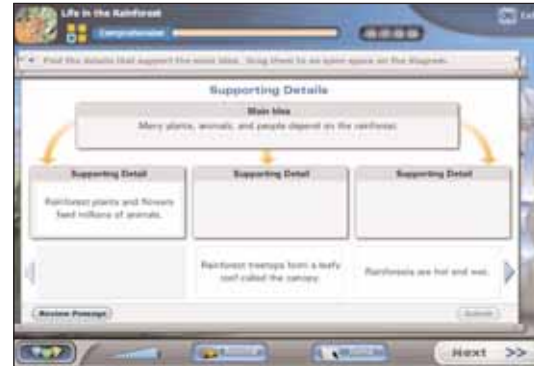 Life in the Rainforest
Comprehension
Find the details that support the main idea. Drag them to an open space on the diagram.
Supporting Details
Main Idea
Many plants, animals, and people depend on the rainforest.
Supporting Detail
Supporting Detail
Supporting Detail
Rainforest plants and flowers
feed millions of animals.
Rainforest treetops form a leafy
roof called the canopy.
Rainforests are hot and wet.
Review Passage
Submit
Next >>